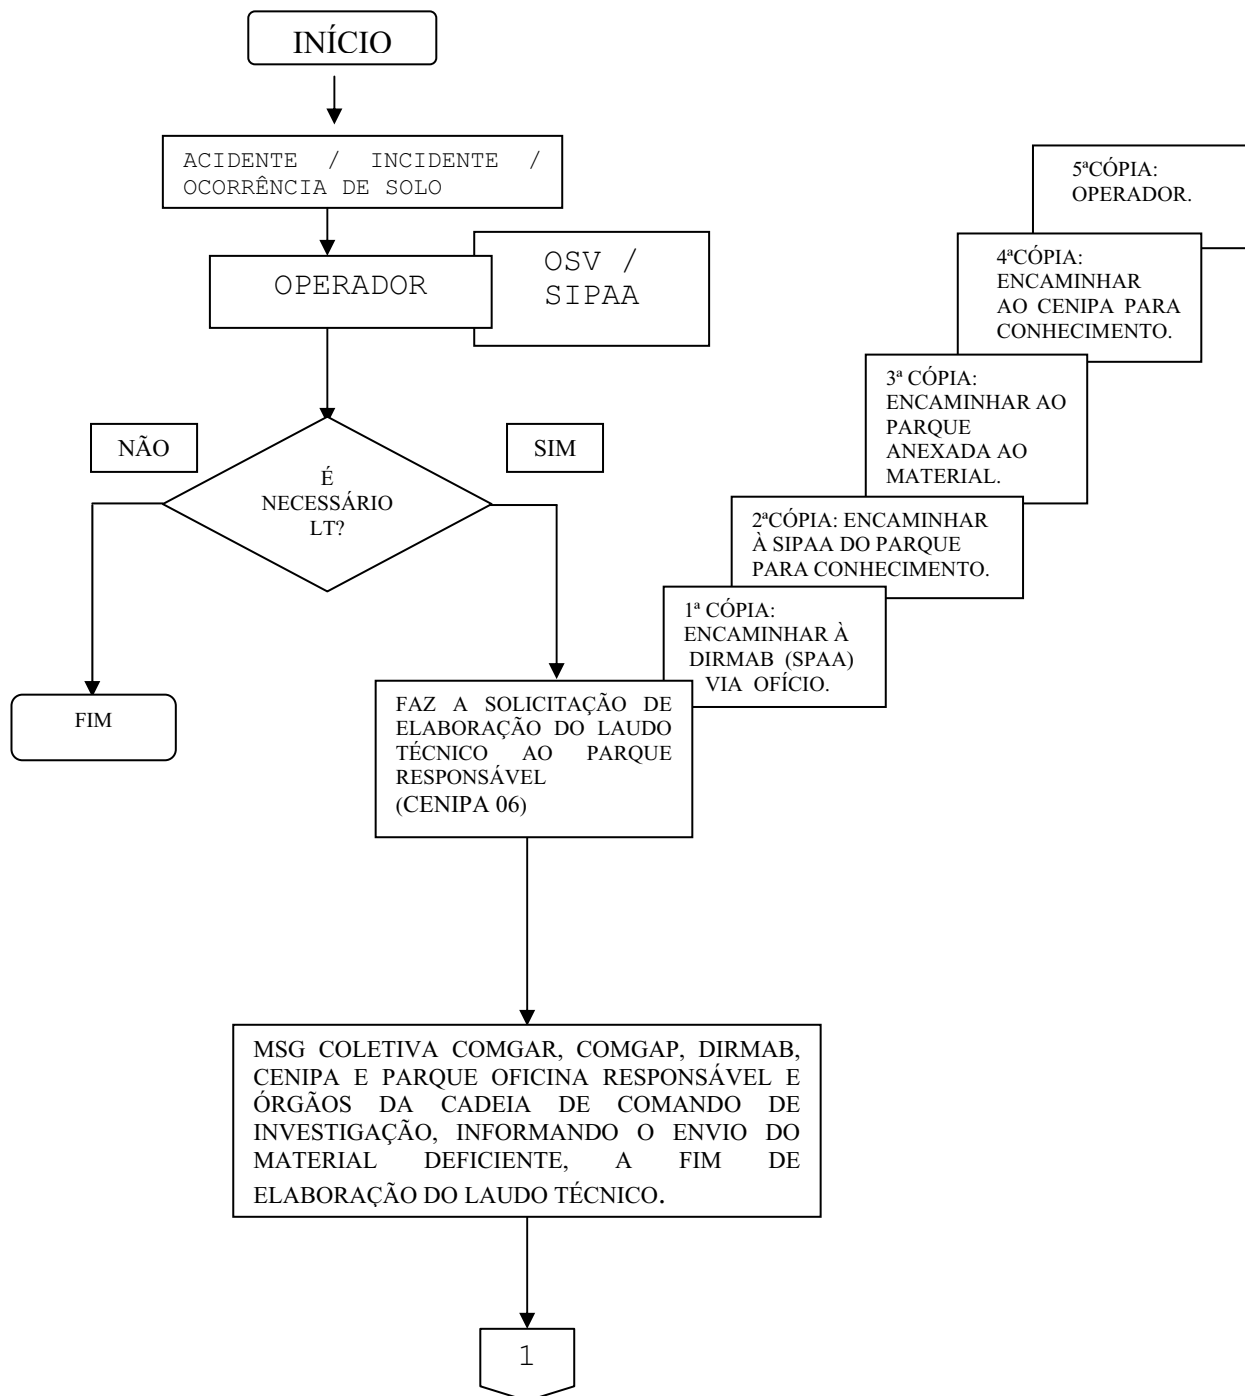 INÍCIO
ACIDENTE / INCIDENTE /
OCORRÊNCIA DE SOLO
OPERADOR
OSV /
SIPAA
NÃO
SIM
É
NECESSÁRIO
LT?
FIM
FAZ A SOLICITAÇÃO DE
ELABORAÇÃO DO LAUDO
TÉCNICO AO PARQUE
RESPONSÁVEL
(CENIPA 06)
1ª CÓPIA:
ENCAMINHAR À
DIRMAB (SPAA)
VIA OFÍCIO.
2ªCÓPIA: ENCAMINHAR
À SIPAA DO PARQUE
PARA CONHECIMENTO.
3ª CÓPIA:
ENCAMINHAR AO
PARQUE
ANEXADA AO
MATERIAL.
4ªCÓPIA:
ENCAMINHAR
AO CENIPA PARA
CONHECIMENTO.
5ªCÓPIA:
OPERADOR.
MSG COLETIVA COMGAR, COMGAP, DIRMAB,
CENIPA E PARQUE OFICINA RESPONSÁVEL E
ÓRGÃOS DA CADEIA DE COMANDO DE
INVESTIGAÇÃO, INFORMANDO O ENVIO DO
MATERIAL DEFICIENTE, A FIM DE
ELABORAÇÃO DO LAUDO TÉCNICO.
1